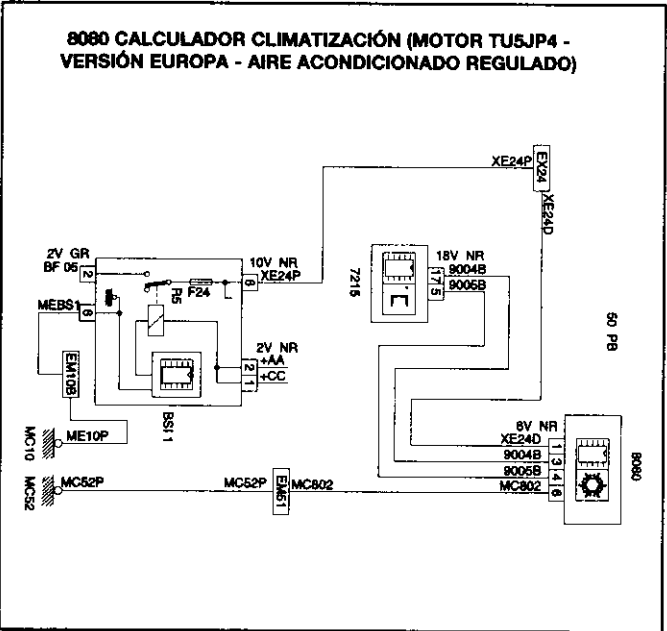 8080 CALCULADOR CLIMATIZACIÓN (MOTOR TU5JP4 -
VERSIÓN EUROPA - AIRE ACONDICIONADO REGULADO)
XE24P
EX24
XE24D
2V GR
BF 05
2
10V NR
8
XE24P
R5
F24
MEBS1
6
2V NR
2
+AA
1
+CC
BSI 1
EM10B
MC10
ME10P
MC52
MC52P
MC52P
EM51
MC802
7215
18V NR
17
9004B
5
9005B
50 PB
6V NR
XE24D
1
9004B
3
9005B
4
MC802
6
8080